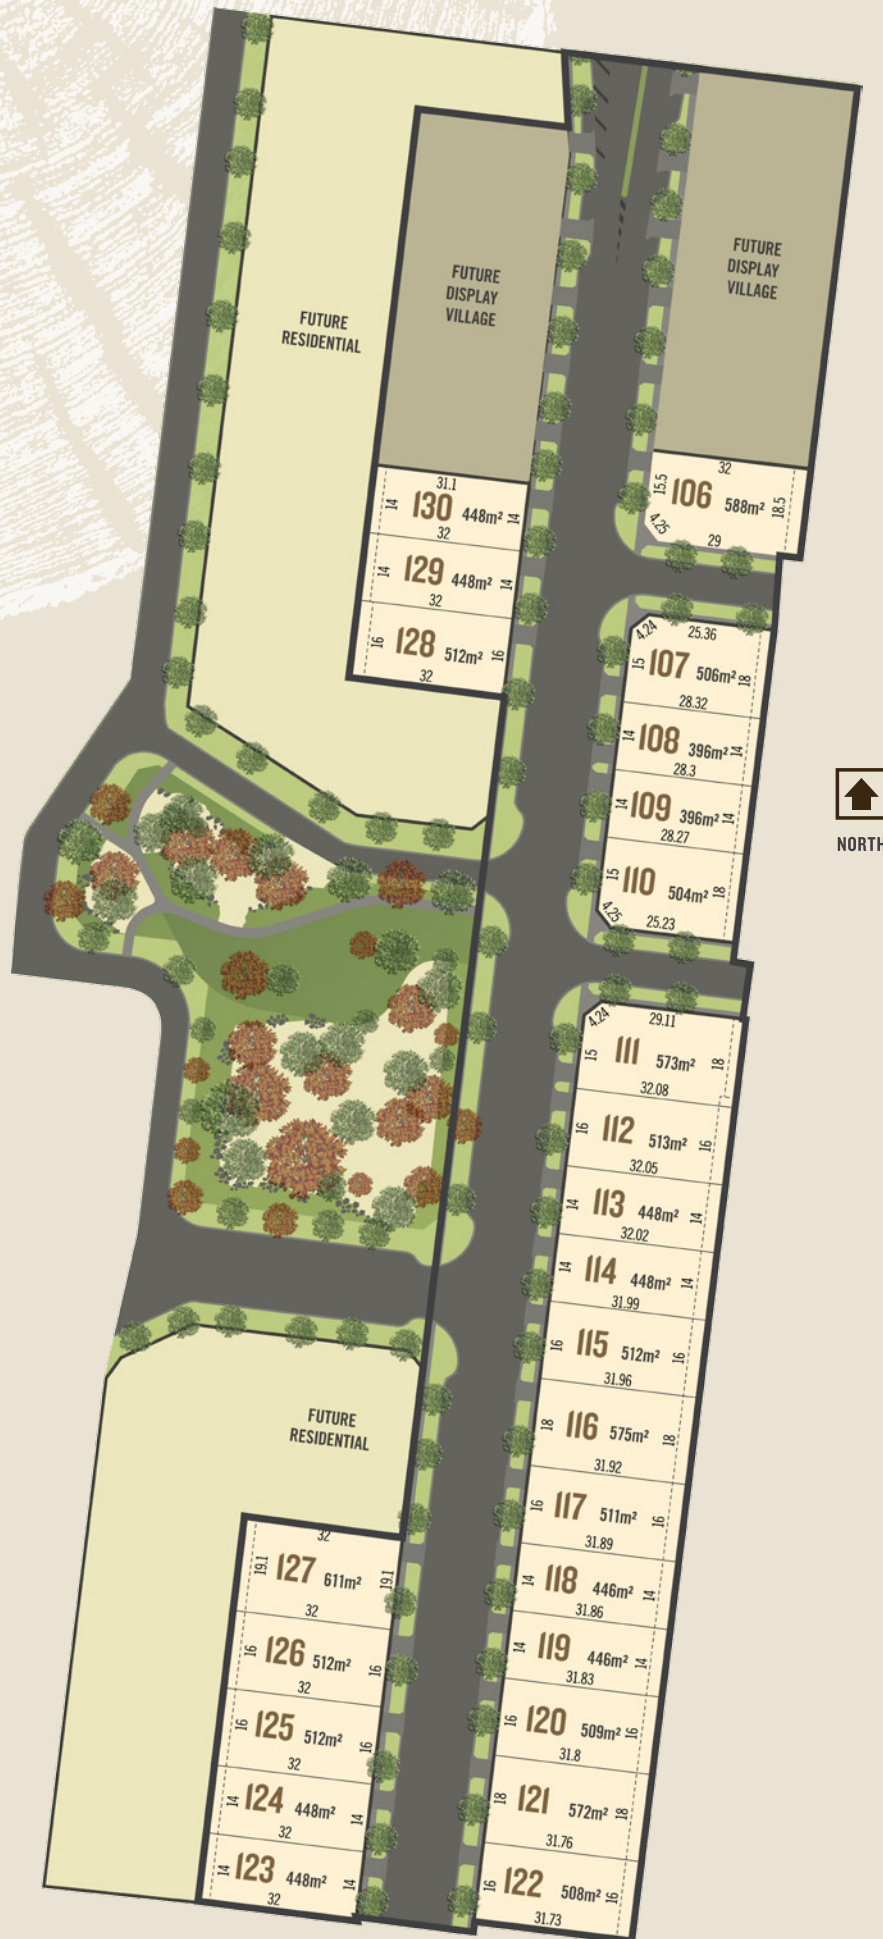 FUTURE
DISPLAY
VILLAGE
FUTURE
DISPLAY
VILLAGE
FUTURE
RESIDENTIAL
32
15.5
106 588m²
18.5
4.25
29
31.1
14
130 448m²
14
32
14
129 448m²
14
32
16
128 512m²
16
32
4.24
25.36
15
107 506m²
18
28.32
14
108 396m²
14
28.3
14
109 396m²
14
28.27
15
110 504m²
18
4.25
25.23
NORTH
4.24
29.11
15
111 573m²
18
32.08
16
112 513m²
16
32.05
14
113 448m²
14
32.02
14
114 448m²
14
31.99
16
115 512m²
16
31.96
18
116 575m²
18
31.92
16
117 511m²
16
31.89
14
118 446m²
14
31.86
14
119 446m²
14
31.83
16
120 509m²
16
31.8
18
121 572m²
18
31.76
16
122 508m²
16
31.73
FUTURE
RESIDENTIAL
32
19.1
127 611m²
19.1
32
16
126 512m²
16
32
16
125 512m²
16
32
14
124 448m²
14
32
14
123 448m²
14
32